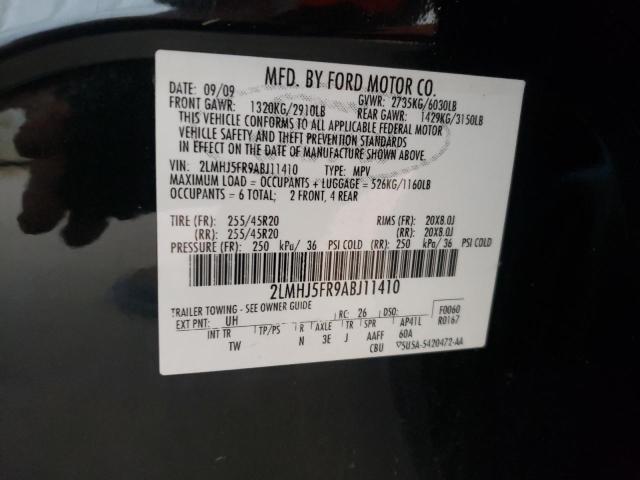 MFD. BY FORD MOTOR CO.
DATE: 09/09 GVWR: 2735KG/6030LB
FRONT GAWR: 1320KG/2910LB REAR GAWR: 1429KG/3150LB
THIS VEHICLE CONFORMS TO ALL APPLICABLE FEDERAL MOTOR
VEHICLE SAFETY AND THEFT PREVENTION STANDARDS
IN EFFECT ON THE DATE OF MANUFACTURE SHOWN ABOVE.
VIN: 2LMHJ5FR9ABJ11410 TYPE: MPV
MAXIMUM LOAD = OCCUPANTS + LUGGAGE = 526KG/1160LB
OCCUPANTS = 6 TOTAL; 2 FRONT, 4 REAR
TIRE (FR): 255/45R20 RIMS (FR): 20X8.0J
(RR): 255/45R20 (RR): 20X8.0J
PRESSURE (FR): 250 kPa/ 36 PSI COLD (RR): 250 kPa/ 36 PSI COLD
2LMHJ5FR9ABJ11410
TRAILER TOWING - SEE OWNER GUIDE
EXT PNT: UH RC: 26 DSO: F0060
INT TR TP/PS R AXLE TR SPR AP41L R0167
TW N 3E J AAFF 60A
CBU 5U5A-5420472-AA